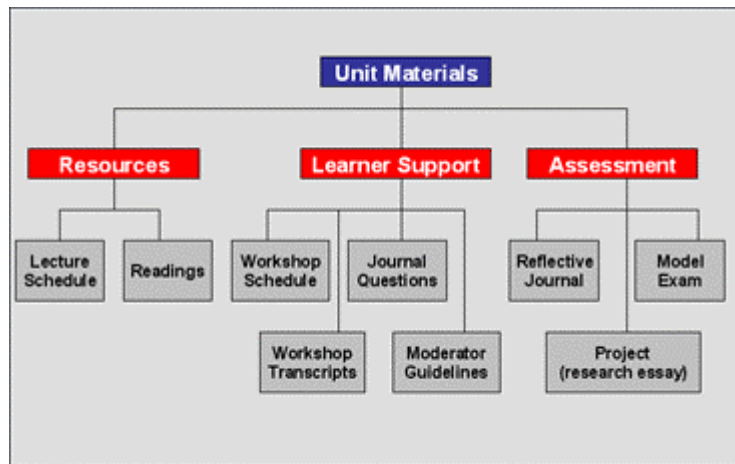 Unit Materials
Resources
Learner Support
Assessment
Lecture
Schedule
Readings
Workshop
Schedule
Journal
Questions
Reflective
Journal
Model
Exam
Workshop
Transcripts
Moderator
Guidelines
Project
(research essay)